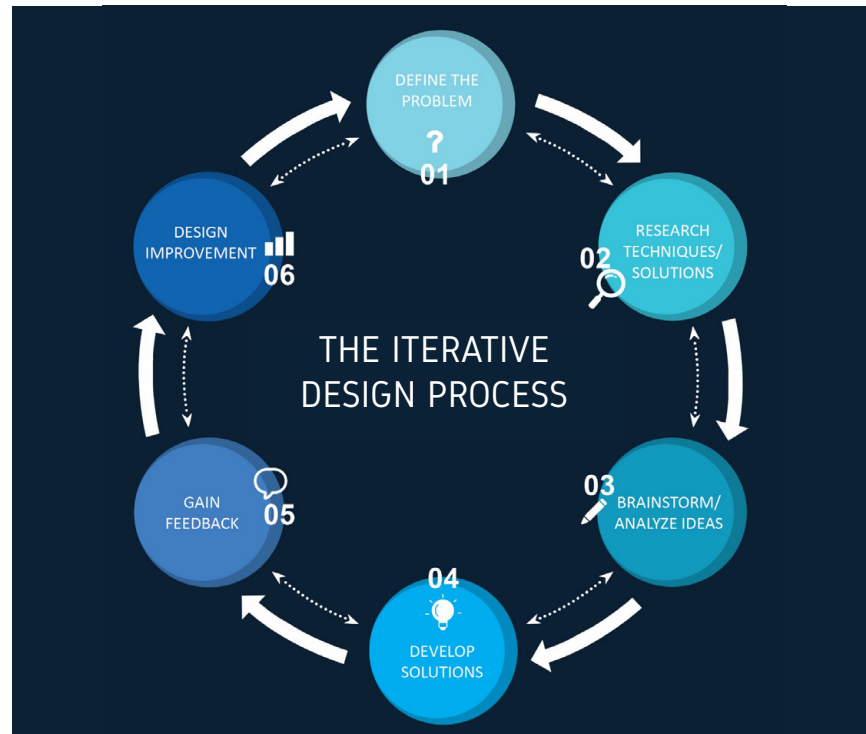 DEFINE THE
PROBLEM
?
01
RESEARCH
TECHNIQUES/
SOLUTIONS
02
BRAINSTORM/
ANALYZE IDEAS
03
04
DEVELOP
SOLUTIONS
GAIN
FEEDBACK
05
DESIGN
IMPROVEMENT
06
THE ITERATIVE
DESIGN PROCESS